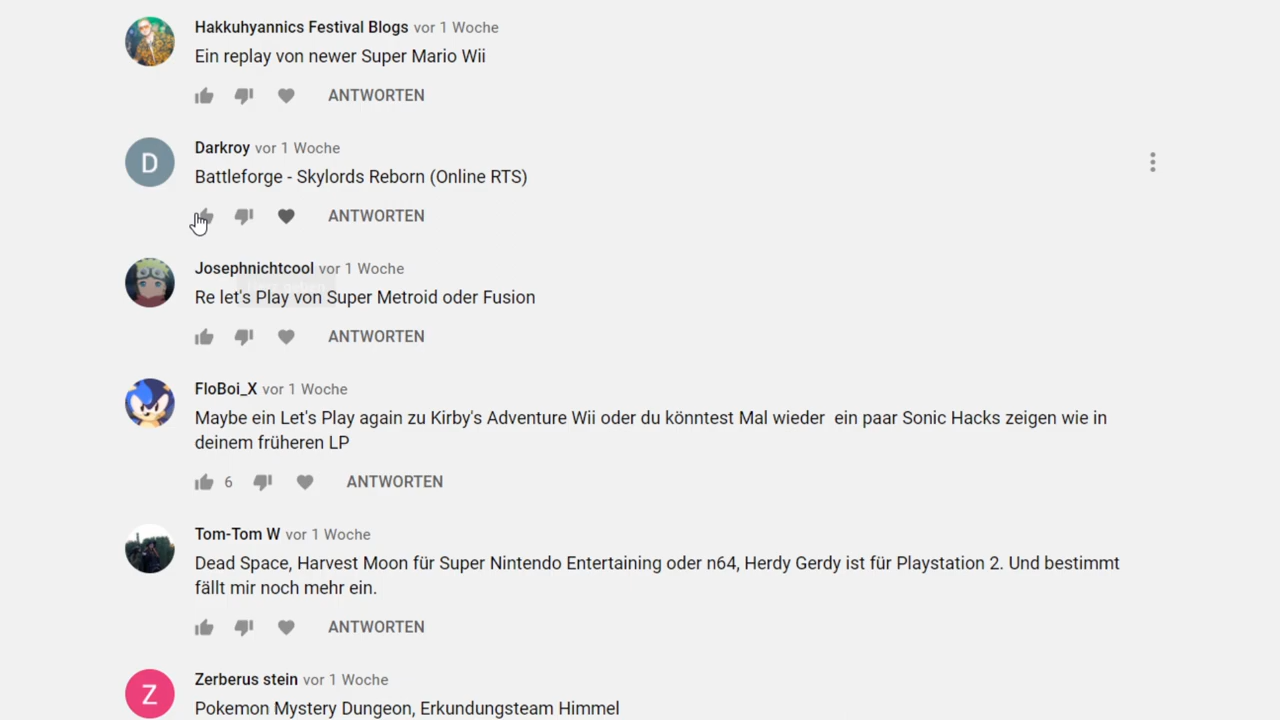 Hakkuhyannics Festival Blogs vor 1 Woche
Ein replay von newer Super Mario Wii
ANTWORTEN
D
Darkroy vor 1 Woche
Battleforge - Skylords Reborn (Online RTS)
ANTWORTEN
Josephnichtcool vor 1 Woche
Re let's Play von Super Metroid oder Fusion
ANTWORTEN
FloBoi_X vor 1 Woche
Maybe ein Let's Play again zu Kirby's Adventure Wii oder du könntest Mal wieder  ein paar Sonic Hacks zeigen wie in
deinem früheren LP
6 ANTWORTEN
Tom-Tom W vor 1 Woche
Dead Space, Harvest Moon für Super Nintendo Entertaining oder n64, Herdy Gerdy ist für Playstation 2. Und bestimmt
fällt mir noch mehr ein.
ANTWORTEN
Z
Zerberus stein vor 1 Woche
Pokemon Mystery Dungeon, Erkundungsteam Himmel